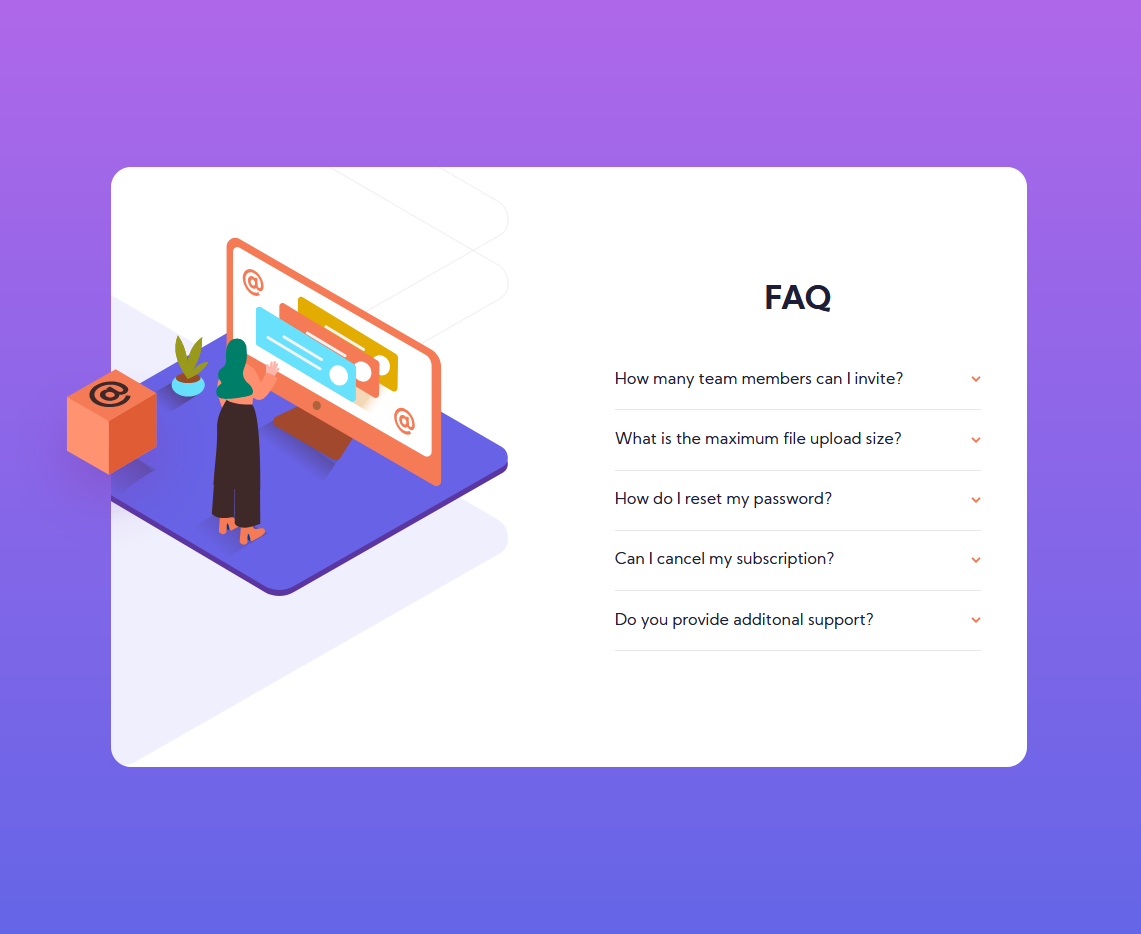 @
@
@
FAQ
How many team members can I invite?
What is the maximum file upload size?
How do I reset my password?
Can I cancel my subscription?
Do you provide additonal support?